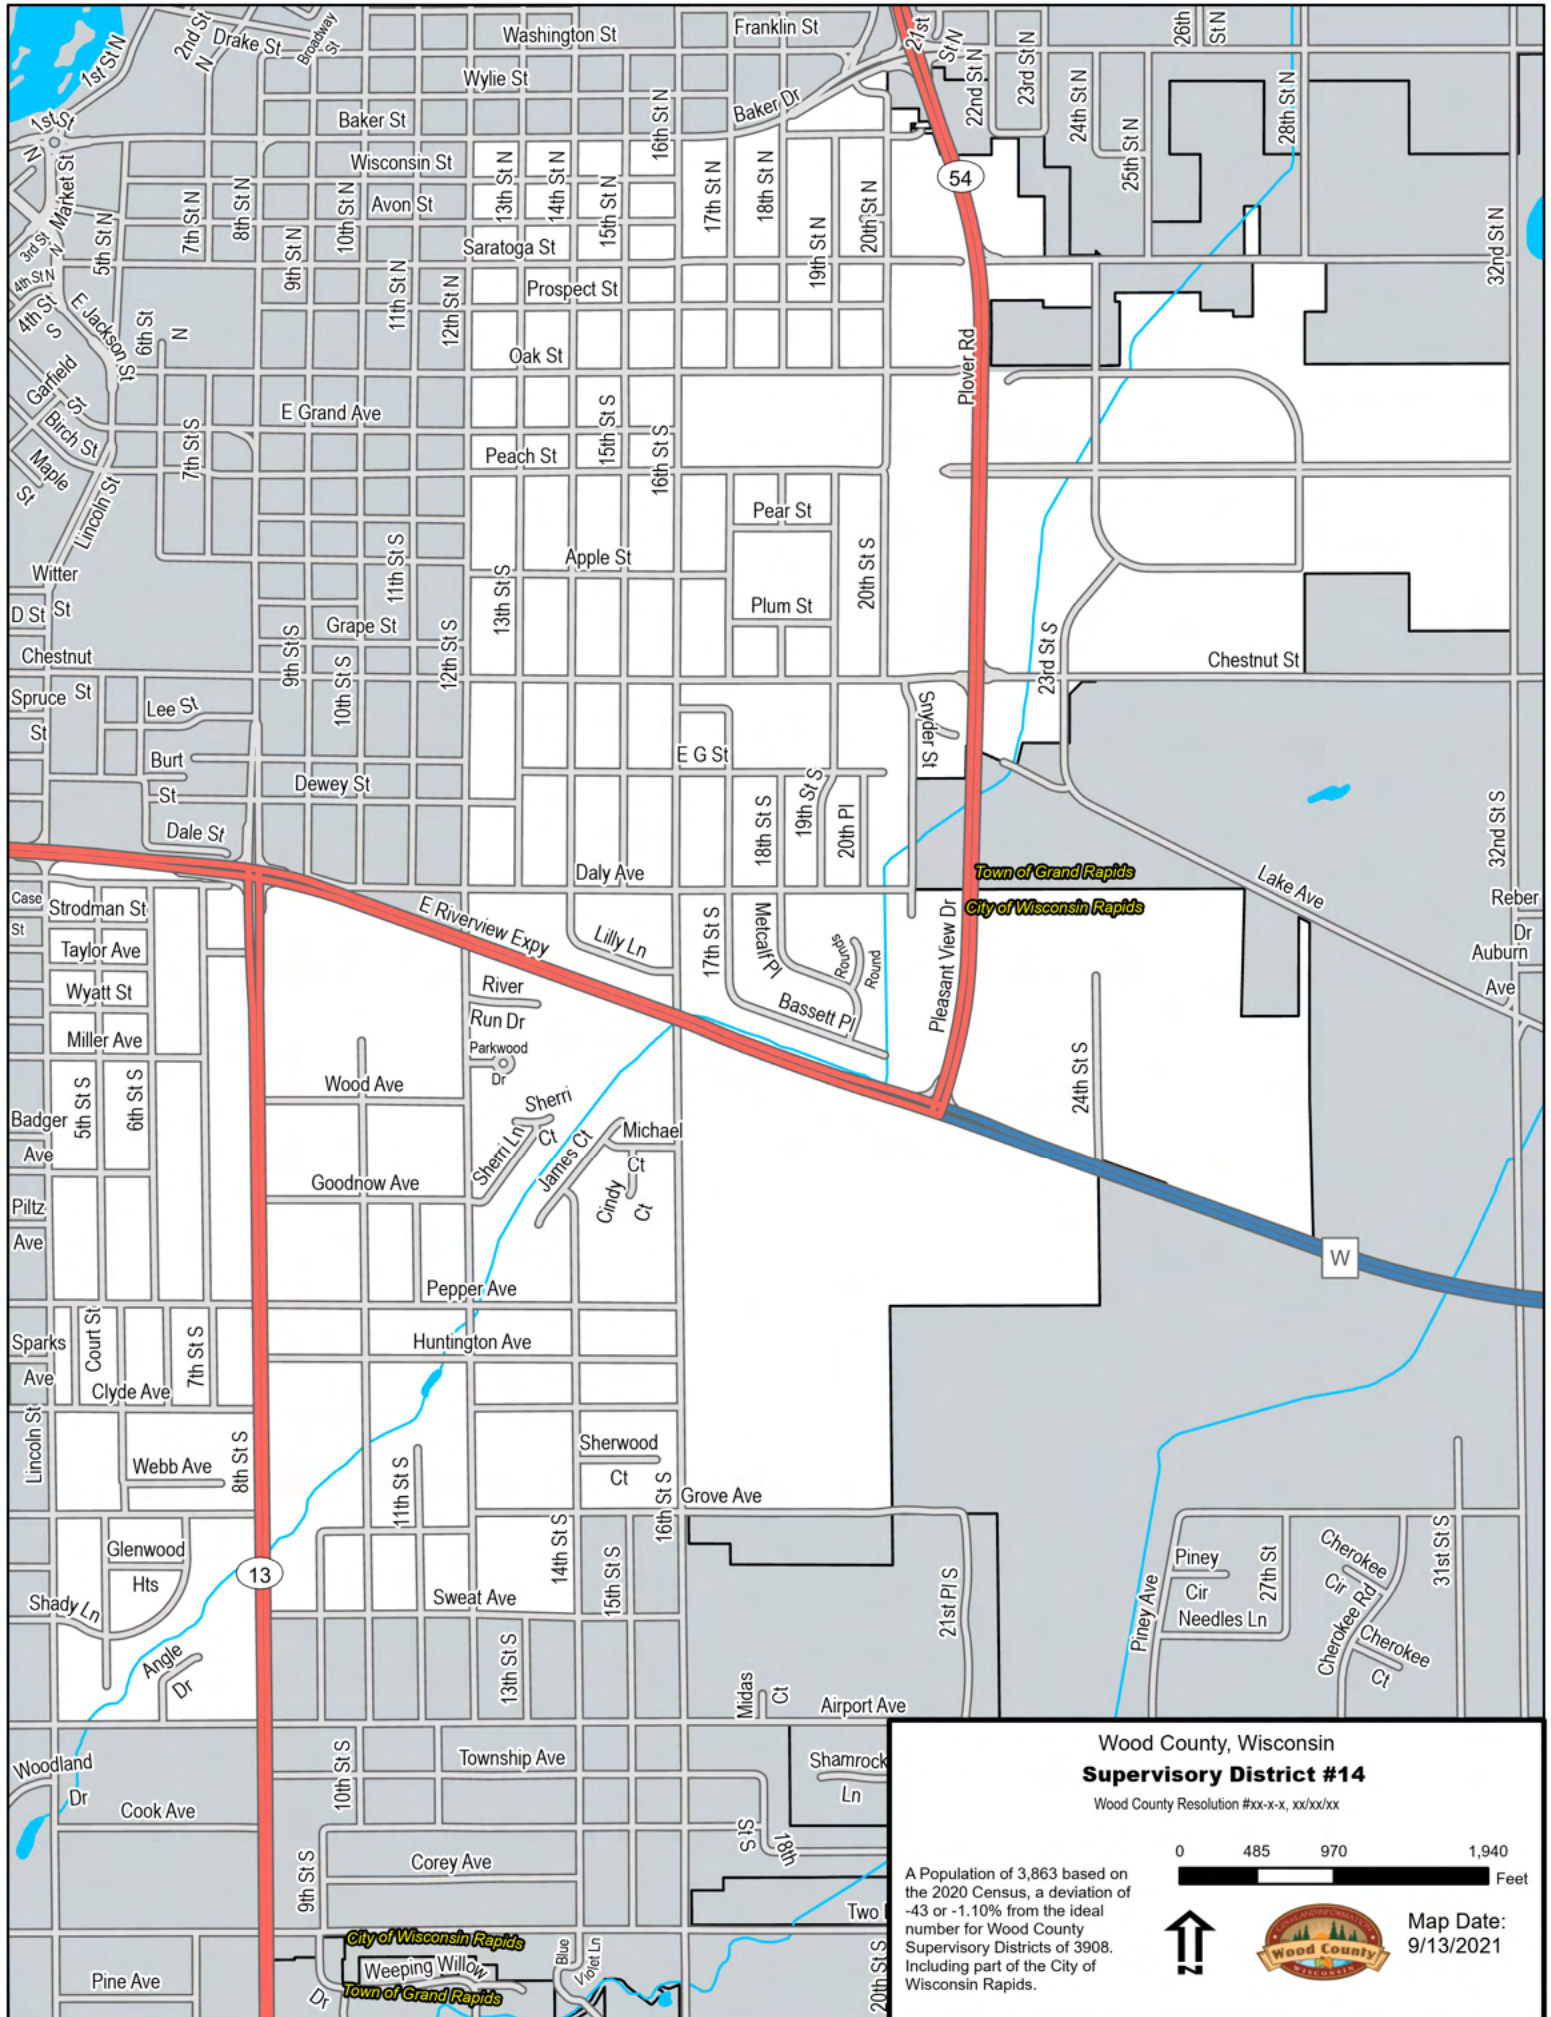 Washington St
Franklin St
21st
St N
26th
St N
2nd St
N
Drake St
Broadway
St
1st St N
Wylie St
22nd St N
23rd St N
24th St N
25th St N
28th St N
1st St
N
Baker St
Baker Dr
16th St N
Wisconsin St
13th St N
14th St N
15th St N
17th St N
18th St N
19th St N
20th St N
54
Market St
3rd St
N
5th St N
7th St N
8th St N
9th St N
10th St N
Avon St
11th St N
12th St N
Saratoga St
Prospect St
32nd St N
4th St N
4th St
S
E Jackson St
6th St
N
Oak St
Plover Rd
Garfield
St
Birch St
Maple
St
E Grand Ave
7th St S
Peach St
15th St S
16th St S
Lincoln St
Pear St
Apple St
Plum St
20th St S
11th St S
13th St S
12th St S
Witter
St
D St
Grape St
9th St S
10th St S
Chestnut
St
Chestnut St
23rd St S
Spruce
St
Lee St
Snyder St
E G St
Burt
St
Dewey St
18th St S
19th St S
20th Pl
Dale St
Daly Ave
32nd St S
Town of Grand Rapids
City of Wisconsin Rapids
Lake Ave
Reber
Dr
Auburn
Ave
Case
St
Strodman St
Taylor Ave
Wyatt St
Miller Ave
E Riverview Expy
Lilly Ln
17th St S
Metcalf Pl
Rounds
Round
Bassett Pl
Pleasant View Dr
River
Run Dr
Parkwood
Dr
24th St S
Wood Ave
Sherri
Ct
Sherri Ln
James Ct
Michael
Ct
Cindy
Ct
5th St S
6th St S
Badger
Ave
Goodnow Ave
Piltz
Ave
W
Pepper Ave
Huntington Ave
Sparks
Ave
Court St
7th St S
Clyde Ave
Lincoln St
Webb Ave
8th St S
11th St S
Sherwood
Ct
16th St S
Grove Ave
14th St S
15th St S
Glenwood
Hts
13
Shady Ln
Sweat Ave
21st Pl S
Piney
Cir
27th St
Needles Ln
Piney Ave
Cherokee
Cir
Cherokee Rd
Cherokee
Ct
31st St S
Angle
Dr
13th St S
Midas
Ct
Airport Ave
Woodland
Dr
Township Ave
Shamrock
Ln
10th St S
Cook Ave
St S
18th
9th St S
Corey Ave
Two
City of Wisconsin Rapids
Weeping Willow
Dr
Town of Grand Rapids
Blue
Violet Ln
20th St S
Pine Ave
Wood County, Wisconsin
Supervisory District #14
Wood County Resolution #xx-x-x, xx/xx/xx
0 485 970 1,940
Feet
A Population of 3,863 based on
the 2020 Census, a deviation of
-43 or -1.10% from the ideal
number for Wood County
Supervisory Districts of 3908.
Including part of the City of
Wisconsin Rapids.
N
Wood County
WISCONSIN
Map Date:
9/13/2021